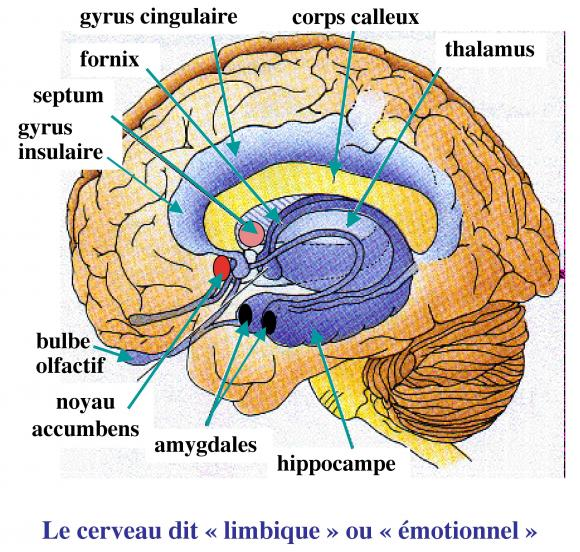 gyrus cingulaire
corps calleux
fornix
thalamus
septum
gyrus
insulaire
bulbe
olfactif
noyau
accumbens
amygdales
hippocampe
Le cerveau dit « limbique » ou « émotionnel »